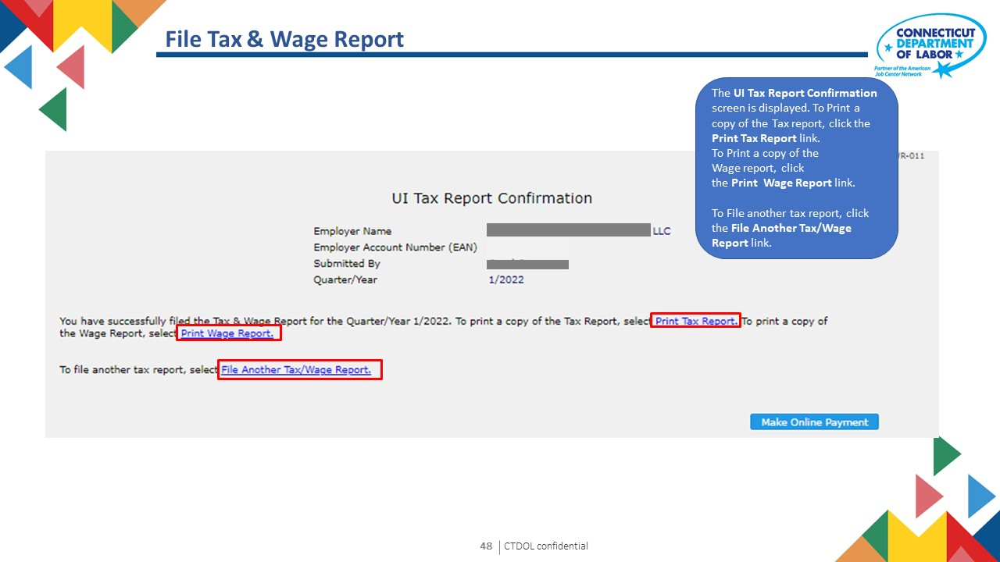 File Tax & Wage Report
CONNECTICUT
DEPARTMENT
OF LABOR
Partner of the American
Job Center Network
The UI Tax Report Confirmation
screen is displayed. To Print a
copy of the Tax report, click the
Print Tax Report link.
To Print a copy of the
Wage report, click
the Print Wage Report link.
To File another tax report, click
the File Another Tax/Wage
Report link.
R-011
UI Tax Report Confirmation
Employer Name LLC
Employer Account Number (EAN)
Submitted By
Quarter/Year 1/2022
You have successfully filed the Tax & Wage Report for the Quarter/Year 1/2022. To print a copy of the Tax Report, select Print Tax Report. To print a copy of
the Wage Report, select Print Wage Report.
To file another tax report, select File Another Tax/Wage Report.
Make Online Payment
48 CTDOL confidential